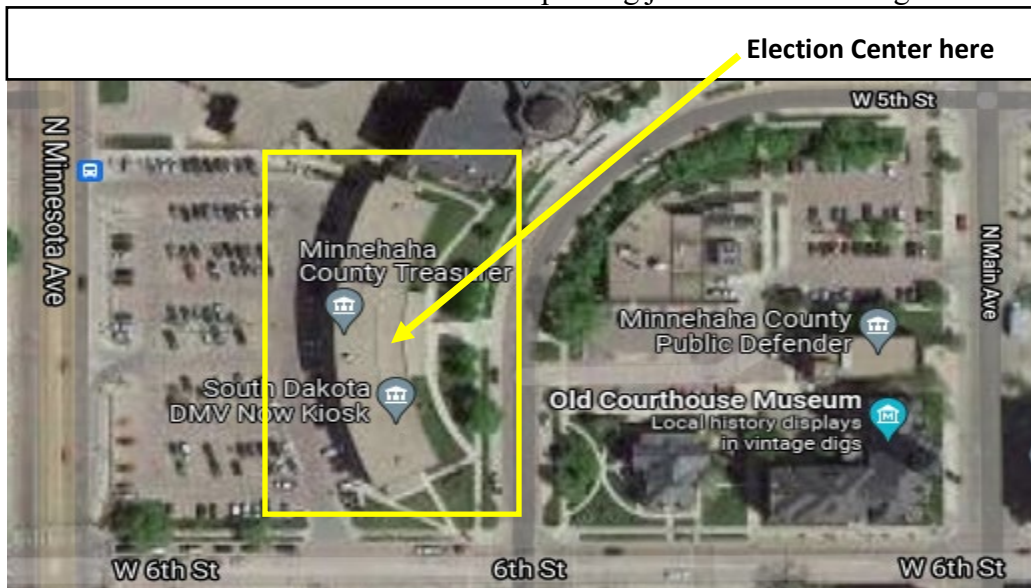 Election Center here
W 5th St
N Minnesota Ave
Minnehaha
County Treasurer
N Main Ave
Minnehaha County
Public Defender
South Dakota
DMV Now Kiosk
Old Courthouse Museum
Local history displays
in vintage digs
W 6th St
6th St
W 6th St